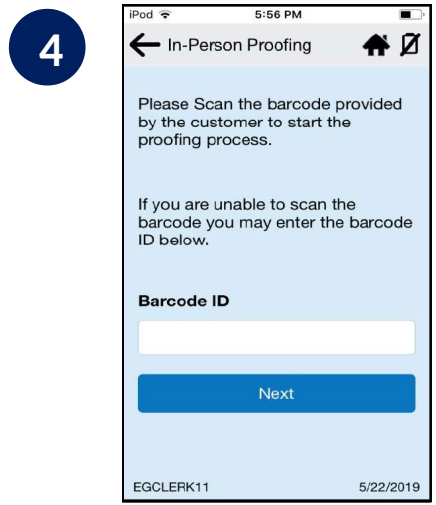 4
iPod 5:56 PM
In-Person Proofing
Please Scan the barcode provided
by the customer to start the
proofing process.
If you are unable to scan the
barcode you may enter the barcode
ID below.
Barcode ID
Next
EGCLERK11 5/22/2019